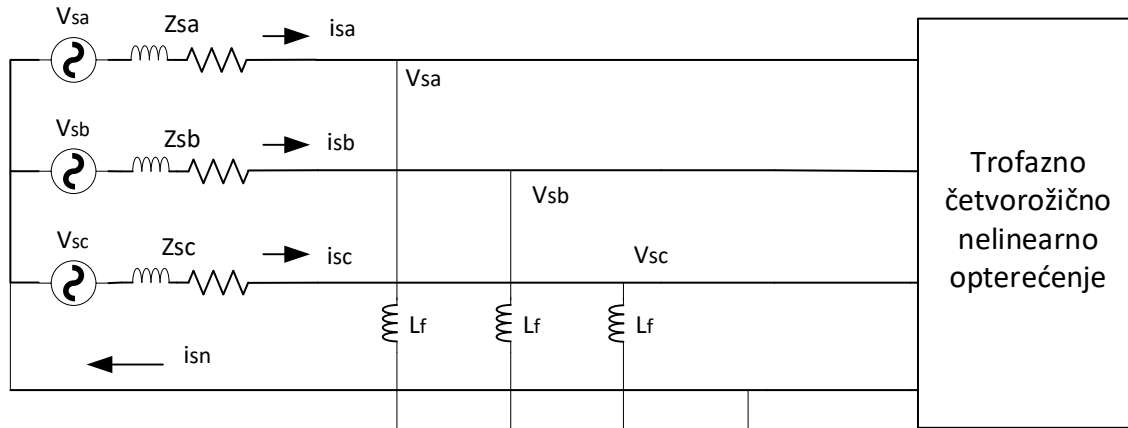 Vsa
Zsa
isa
Vsa
Vsb
Zsb
isb
Vsb
Vsc
Zsc
isc
Vsc
Lf
Lf
Lf
isn
Trofazno
četvorožično
nelinearno
opterećenje